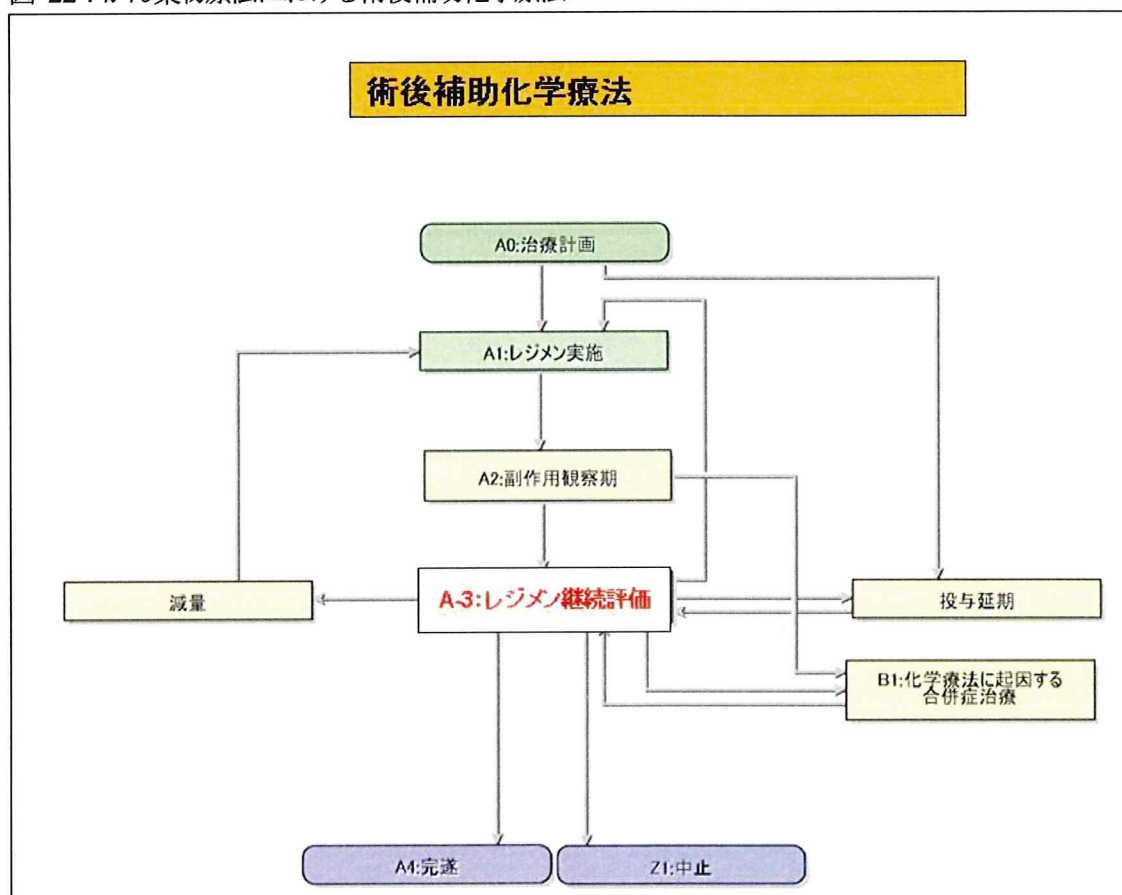 術後補助化学療法
A0:治療計画
A1:レジメン実施
A2:副作用観察期
減量
A-3:レジメン継続評価
投与延期
B1:化学療法に起因する
合併症治療
A4:完遂
Z1:中止